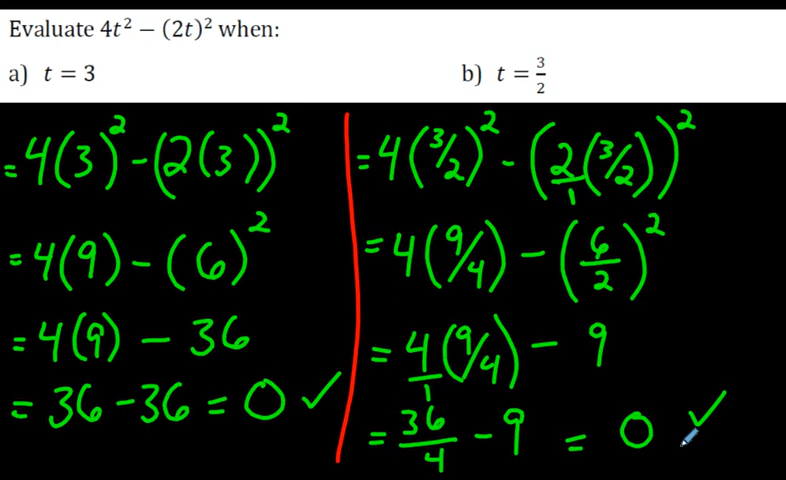 Evaluate 4t² − (2t)² when:
a) t = 3
b) t = 3/2
= 4(3)² - (2(3))²
= 4(9) - (6)²
= 4(9) - 36
= 36 - 36 = 0 ✓
= 4(3/2)² - (2/1(3/2))²
= 4(9/4) - (6/2)²
= 4/1(9/4) - 9
= 36/4 - 9 = 0 ✓